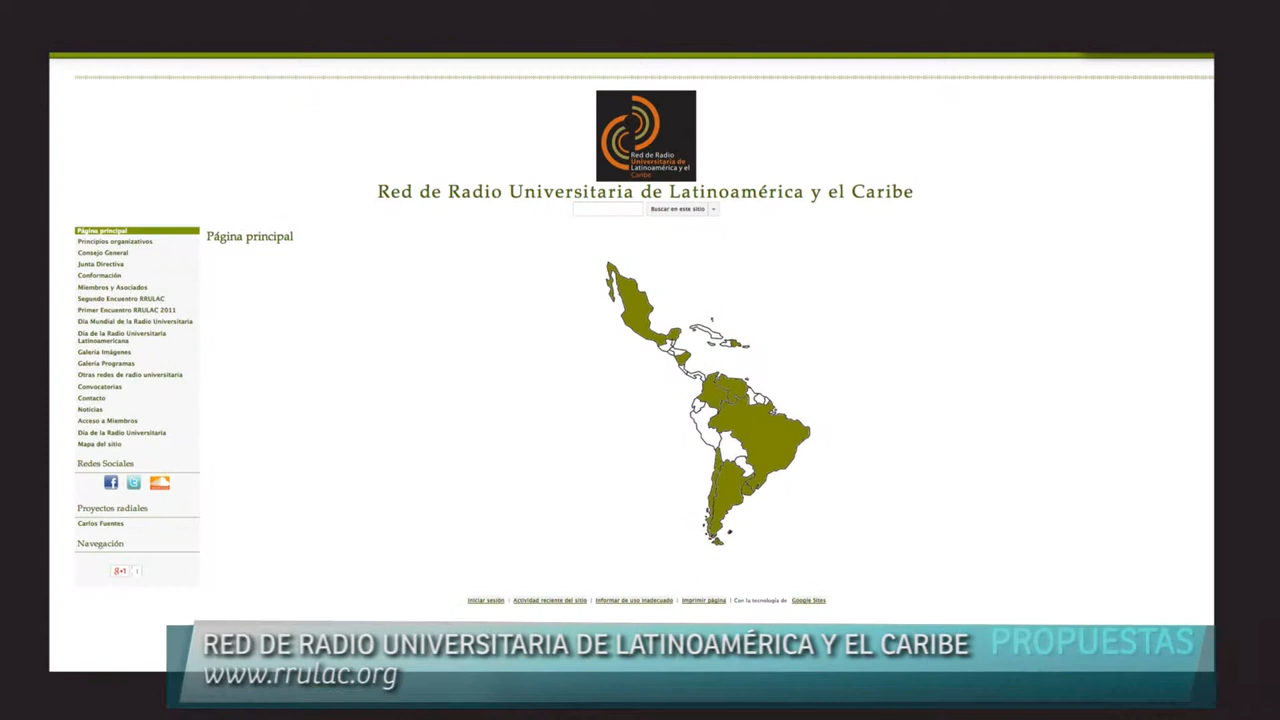 Red de Radio
Universitaria de
Latinoamérica y el
Caribe
Red de Radio Universitaria de Latinoamérica y el Caribe
Buscar en este sitio
Página principal
Principios organizativos
Consejo General
Junta Directiva
Conformación
Miembros y Asociados
Segundo Encuentro RRULAC
Primer Encuentro RRULAC 2011
Día Mundial de la Radio Universitaria
Día de la Radio Universitaria
Latinoamericana
Galería Imágenes
Galería Programas
Otras redes de radio universitaria
Convocatorias
Contacto
Noticias
Acceso a Miembros
Día de la Radio Universitaria
Mapa del sitio
Redes Sociales
Proyectos radiales
Carlos Fuentes
Navegación
g+1 1
Página principal
Iniciar sesión | Actividad reciente del sitio | Informar de uso inadecuado | Imprimir página | Con la tecnología de Google Sites
RED DE RADIO UNIVERSITARIA DE LATINOAMÉRICA Y EL CARIBE PROPUESTAS
www.rrulac.org